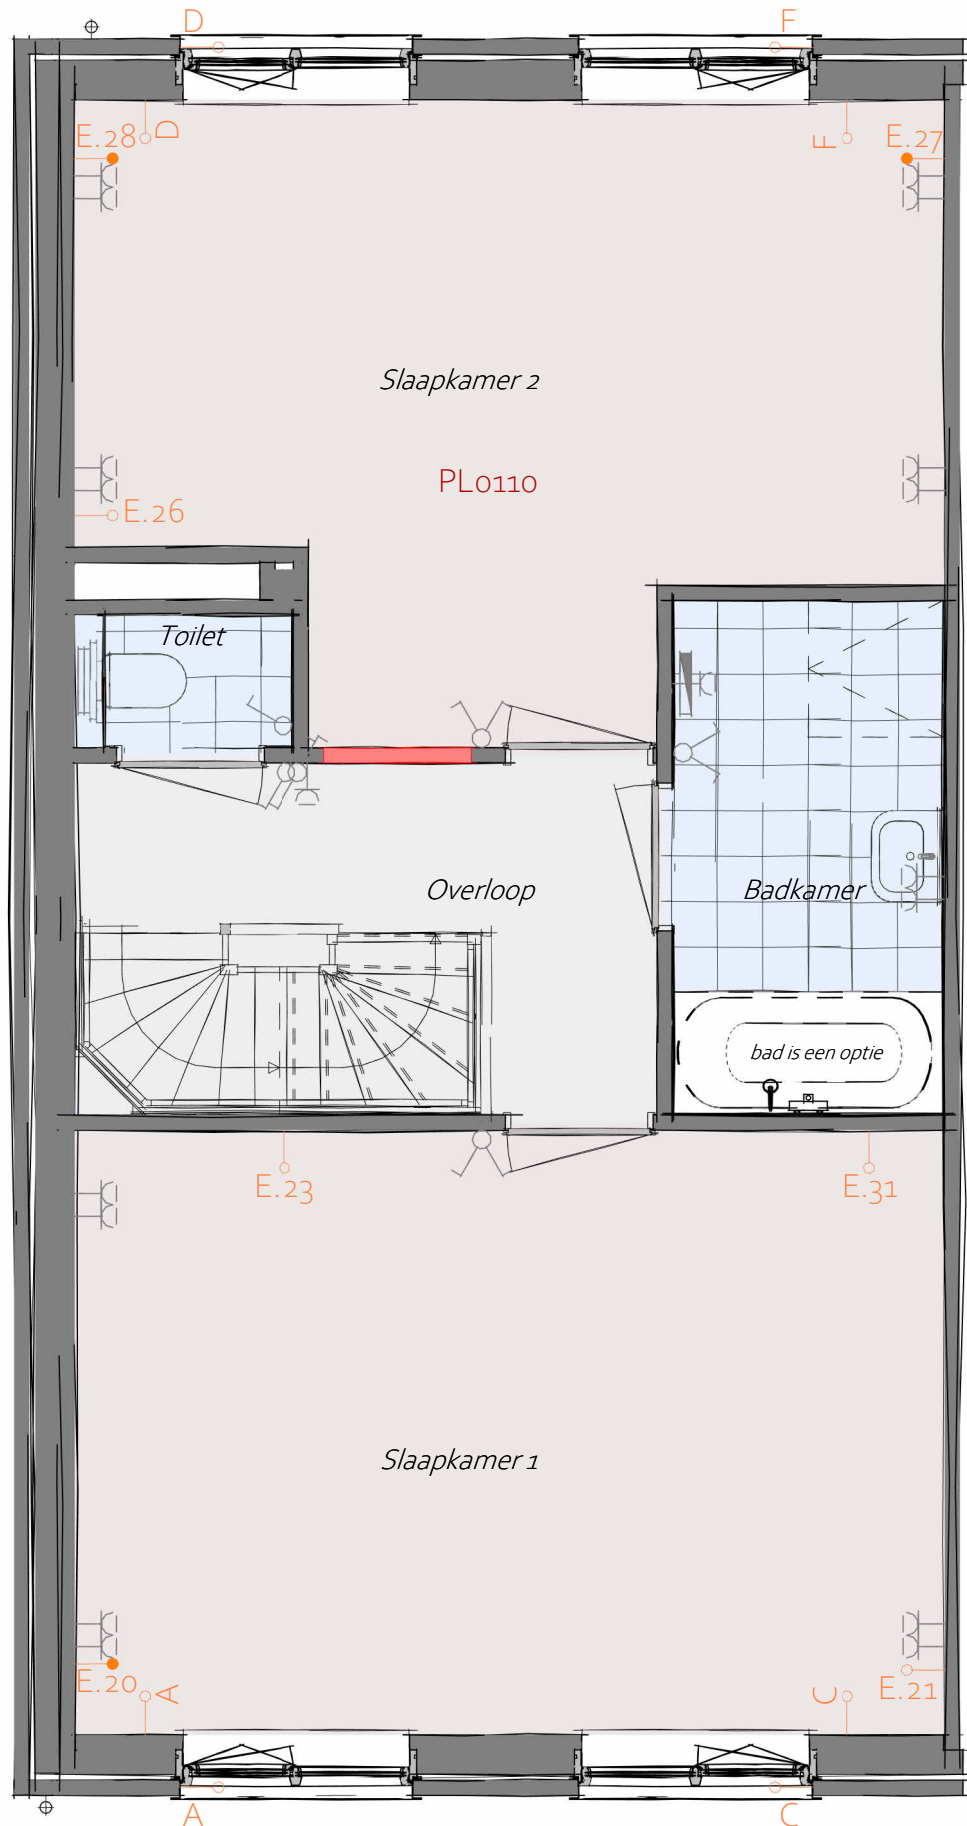 D
F
E.28
D
F
E.27
Slaapkamer 2
PL0110
E.26
Toilet
Overloop
Badkamer
bad is een optie
E.23
E.31
Slaapkamer 1
E.20
A
C
E.21
A
C